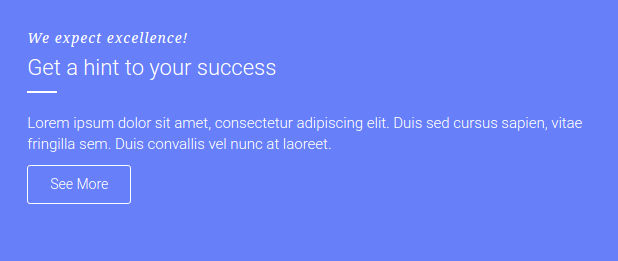 We expect excellence!
Get a hint to your success
Lorem ipsum dolor sit amet, consectetur adipiscing elit. Duis sed cursus sapien, vitae
fringilla sem. Duis convallis vel nunc at laoreet.
See More